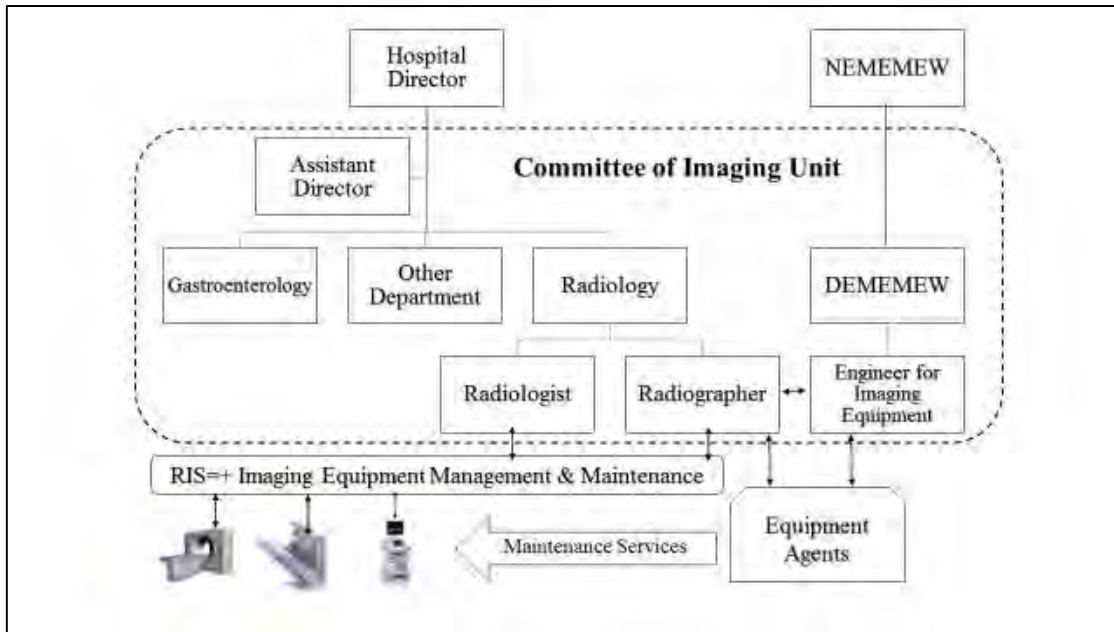 Hospital
Director
NEMEMEW
Assistant
Director
Committee of Imaging Unit
Gastroenterology
Other
Department
Radiology
DEMEMEW
Radiologist
Radiographer
Engineer for
Imaging
Equipment
RIS=+ Imaging Equipment Management & Maintenance
Maintenance Services
Equipment
Agents